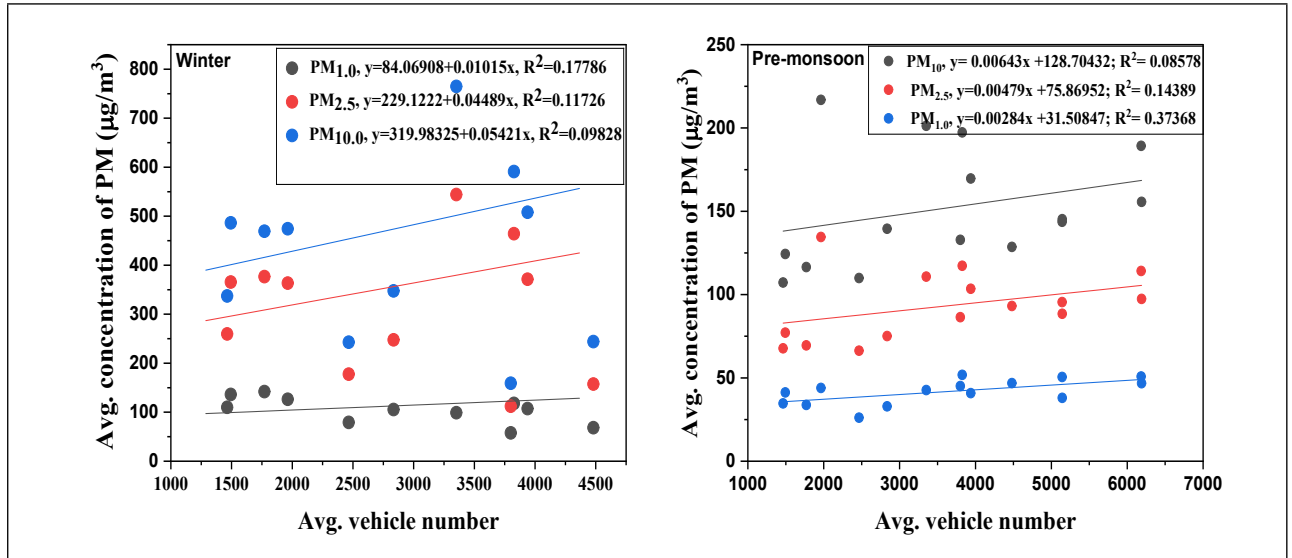 Winter
PM1.0, y=84.06908+0.01015x, R2=0.17786
PM2.5, y=229.1222+0.04489x, R2=0.11726
PM10.0, y=319.98325+0.05421x, R2=0.09828
Avg. concentration of PM (μg/m3)
800
700
600
500
400
300
200
100
0
1000 1500 2000 2500 3000 3500 4000 4500
Avg. vehicle number
Pre-monsoon
PM10, y= 0.00643x +128.70432; R2= 0.08578
PM2.5, y=0.00479x +75.86952; R2= 0.14389
PM1.0, y=0.00284x +31.50847; R2= 0.37368
Avg. concentration of PM (μg/m3)
250
200
150
100
50
0
1000 2000 3000 4000 5000 6000 7000
Avg. vehicle number